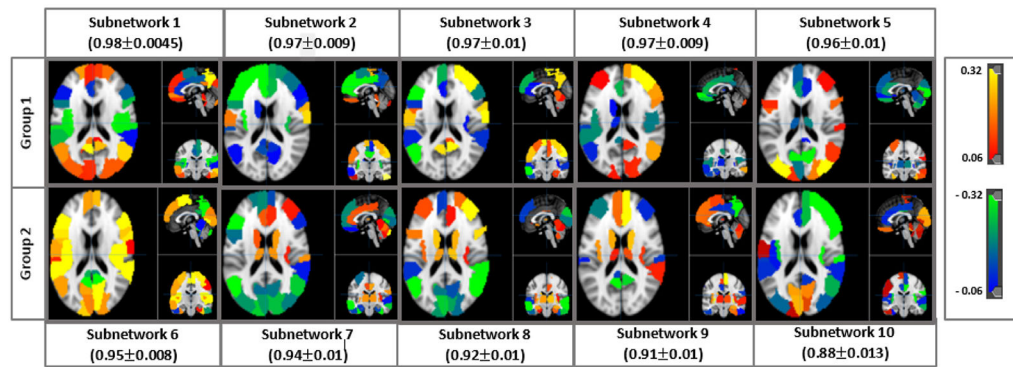 Subnetwork 1
(0.98±0.0045)
Subnetwork 2
(0.97±0.009)
Subnetwork 3
(0.97±0.01)
Subnetwork 4
(0.97±0.009)
Subnetwork 5
(0.96±0.01)
Group 1
0.32
0.06
Group 2
- 0.32
- 0.06
Subnetwork 6
(0.95±0.008)
Subnetwork 7
(0.94±0.01)
Subnetwork 8
(0.92±0.01)
Subnetwork 9
(0.91±0.01)
Subnetwork 10
(0.88±0.013)